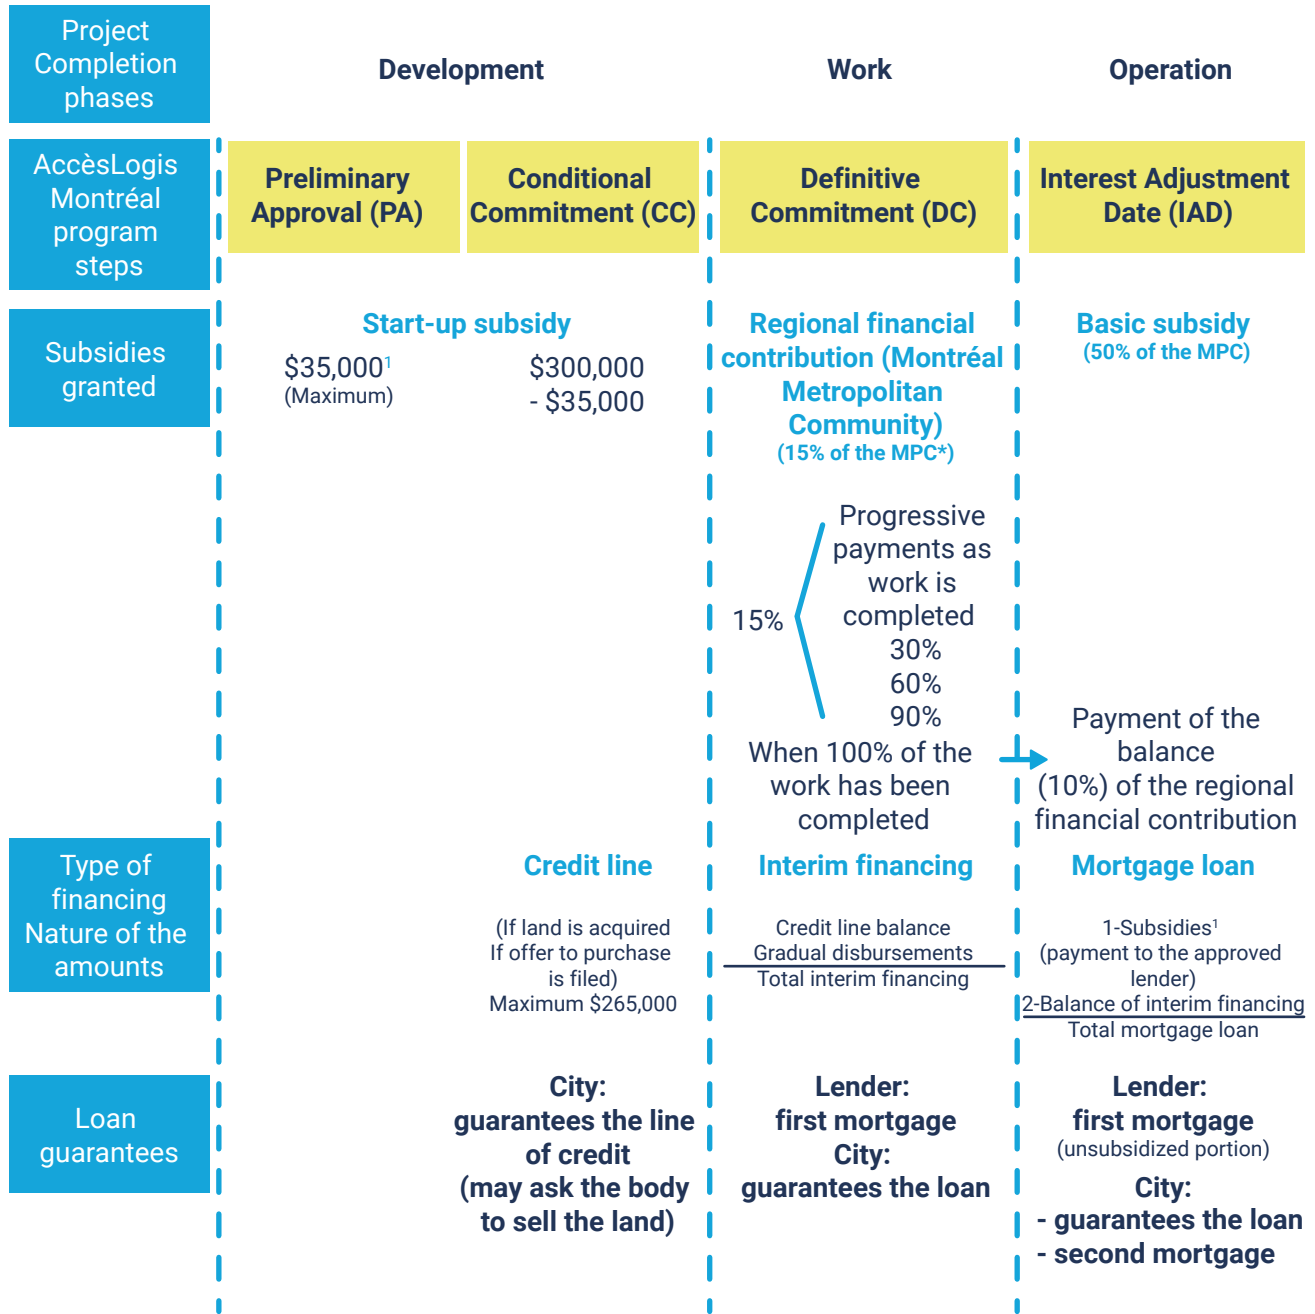 Project
Completion
phases
Development
Work
Operation
AccèsLogis
Montréal
program
steps
Preliminary
Approval (PA)
Conditional
Commitment (CC)
Definitive
Commitment (DC)
Interest Adjustment
Date (IAD)
Subsidies
granted
Start-up subsidy
$35,000¹
(Maximum)
$300,000
- $35,000
Regional financial
contribution (Montréal
Metropolitan
Community)
(15% of the MPC*)
Basic subsidy
(50% of the MPC)
15%
Progressive
payments as
work is
completed
30%
60%
90%
When 100% of the
work has been
completed
Payment of the
balance
(10%) of the regional
financial contribution
Type of
financing
Nature of the
amounts
Credit line
(If land is acquired
If offer to purchase
is filed)
Maximum $265,000
Interim financing
Credit line balance
Gradual disbursements
Total interim financing
Mortgage loan
1-Subsidies¹
(payment to the approved
lender)
2-Balance of interim financing
Total mortgage loan
Loan
guarantees
City:
guarantees the line
of credit
(may ask the body
to sell the land)
Lender:
first mortgage
City:
guarantees the loan
Lender:
first mortgage
(unsubsidized portion)
City:
- guarantees the loan
- second mortgage